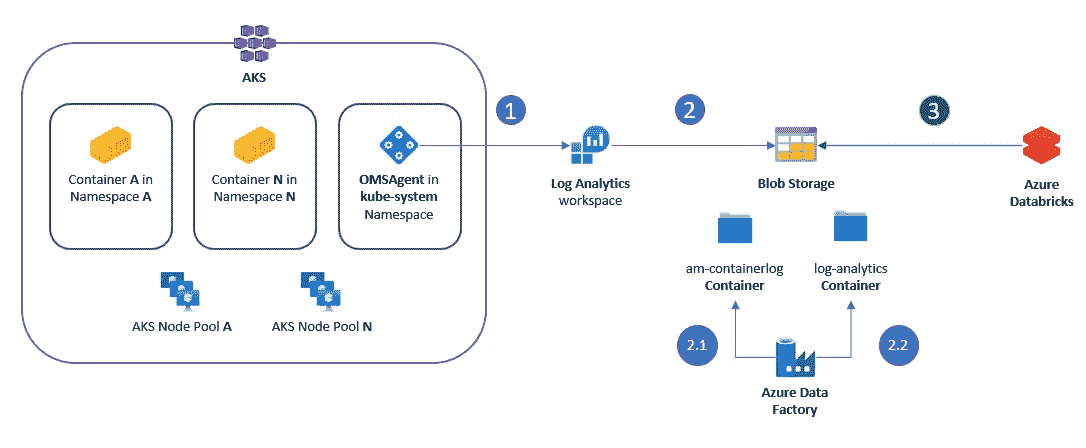 AKS
Container A in
Namespace A
Container N in
Namespace N
OMSAgent in
kube-system
Namespace
AKS Node Pool A
AKS Node Pool N
1
Log Analytics
workspace
2
Blob Storage
3
Azure
Databricks
am-containerlog
Container
log-analytics
Container
2.1
2.2
Azure Data
Factory